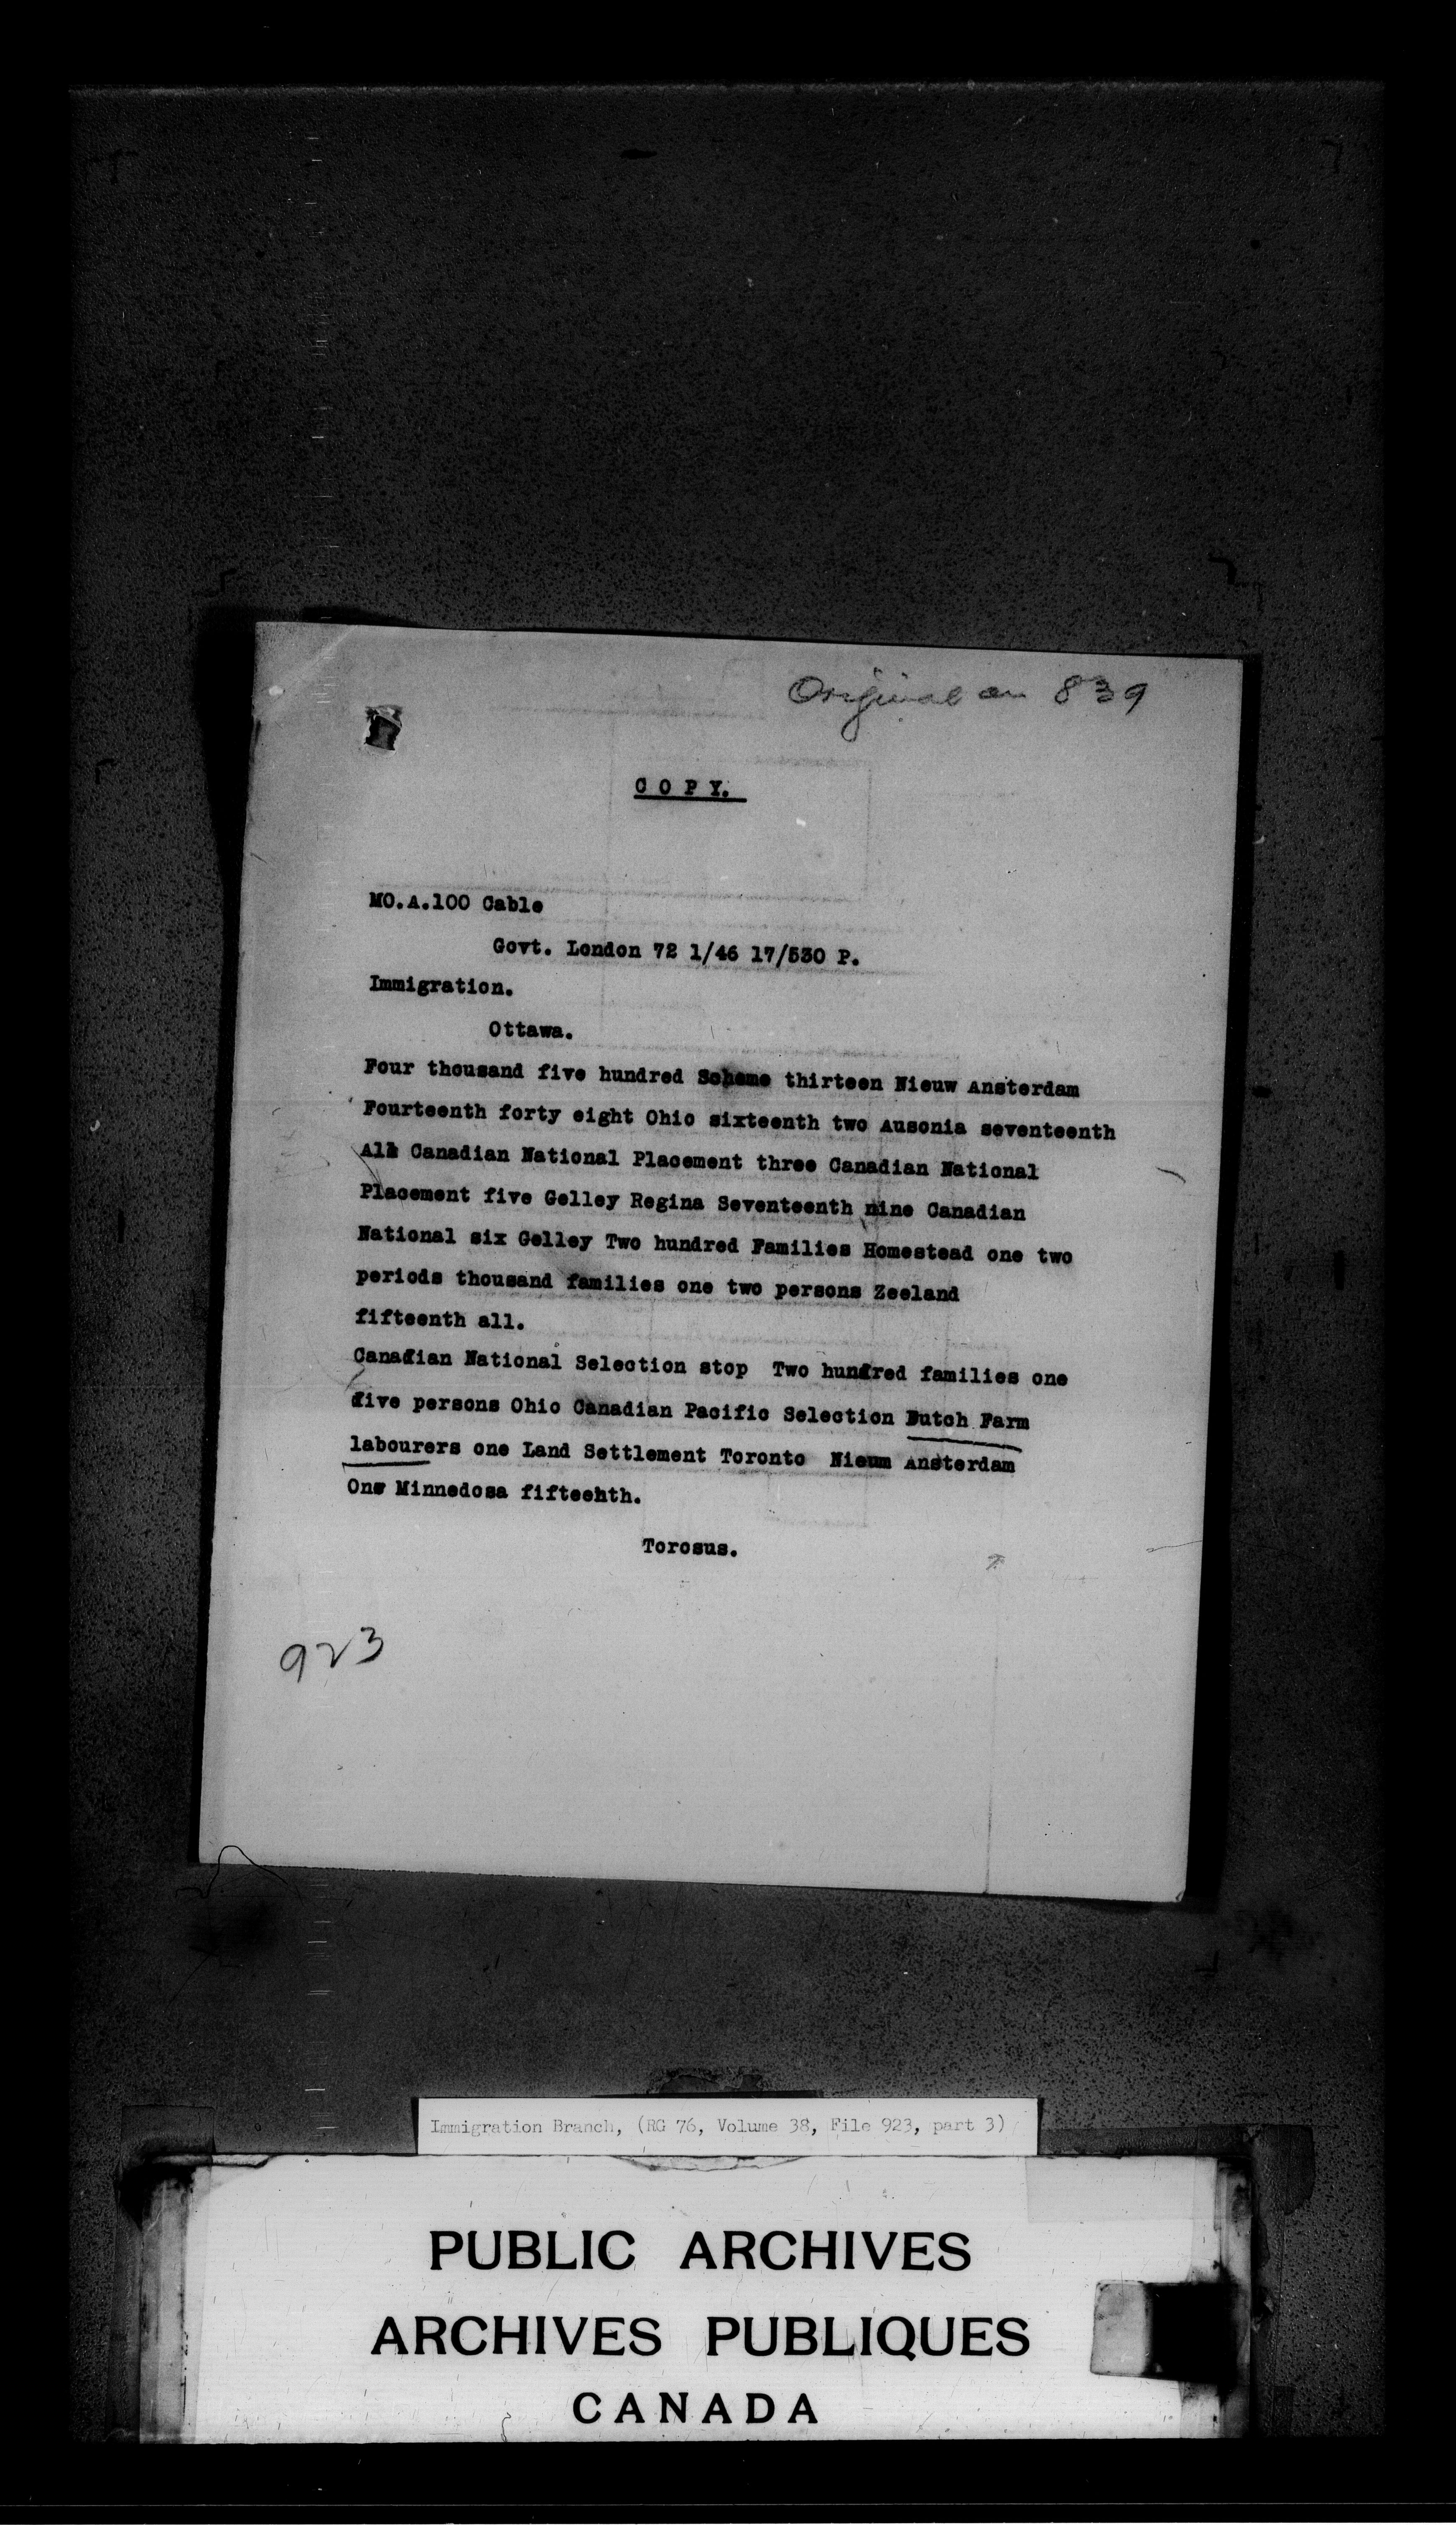 Original on 839
C O P Y.
MO.A.100 Cable
Govt. London 72 1/46 17/530 P.
Immigration.
Ottawa.
Four thousand five hundred Scheme thirteen Nieuw Ansterdam
Fourteenth forty eight Ohio sixteenth two Ausonia seventeenth
All Canadian National Placement three Canadian National
Placement five Gelley Regina Seventeenth nine Canadian
National six Gelley Two hundred Families Homestead one two
periods thousand families one two persons Zeeland
fifteenth all.
Canadian National Selection stop Two hundred families one
five persons Ohio Canadian Pacific Selection Dutch Farm
labourers one Land Settlement Toronto Nieum Ansterdam
One Minnedosa fifteenth.
Torosus.
923
Immigration Branch, (RG 76, Volume 38, File 923, part 3)
PUBLIC ARCHIVES
ARCHIVES PUBLIQUES
CANADA